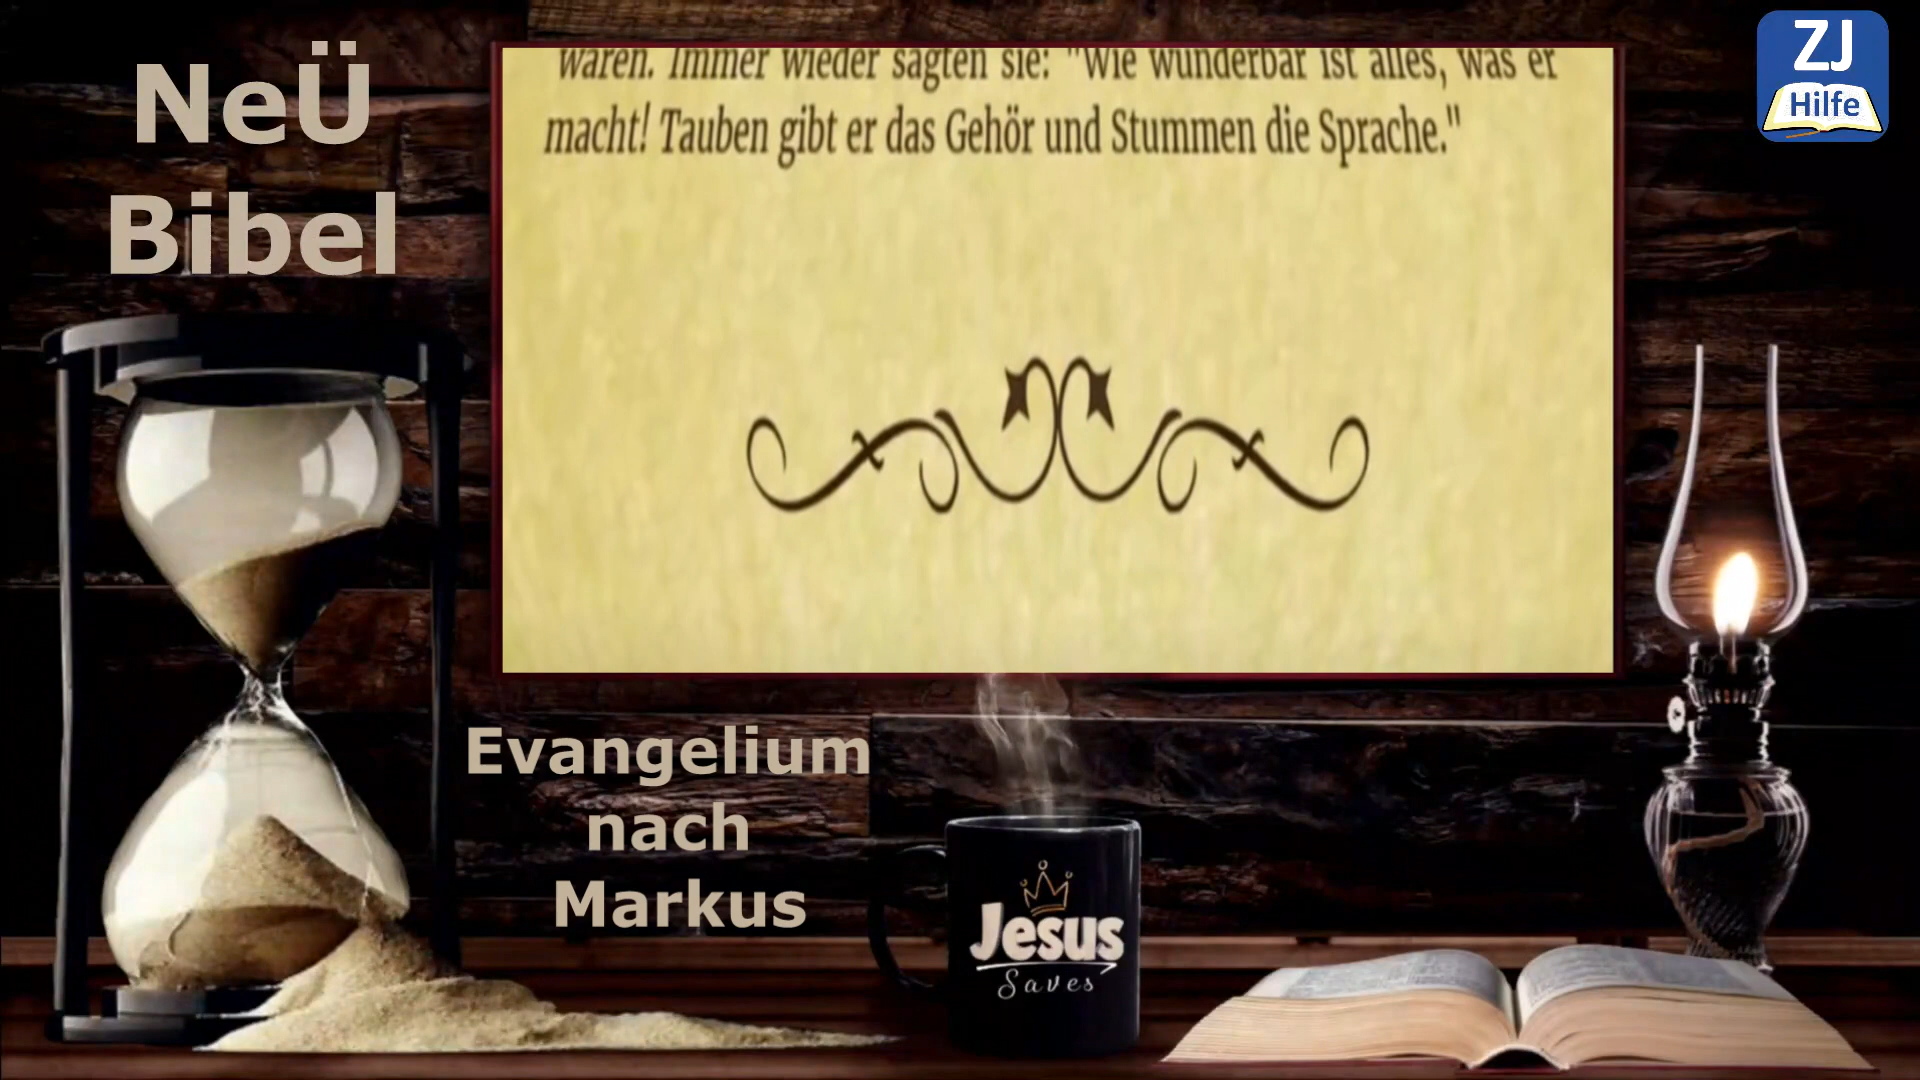 NeÜ
Bibel
waren. Immer wieder sagten sie: "Wie wunderbar ist alles, was er
macht! Tauben gibt er das Gehör und Stummen die Sprache."
ZJ
Hilfe
Evangelium
nach
Markus
Jesus
Saves